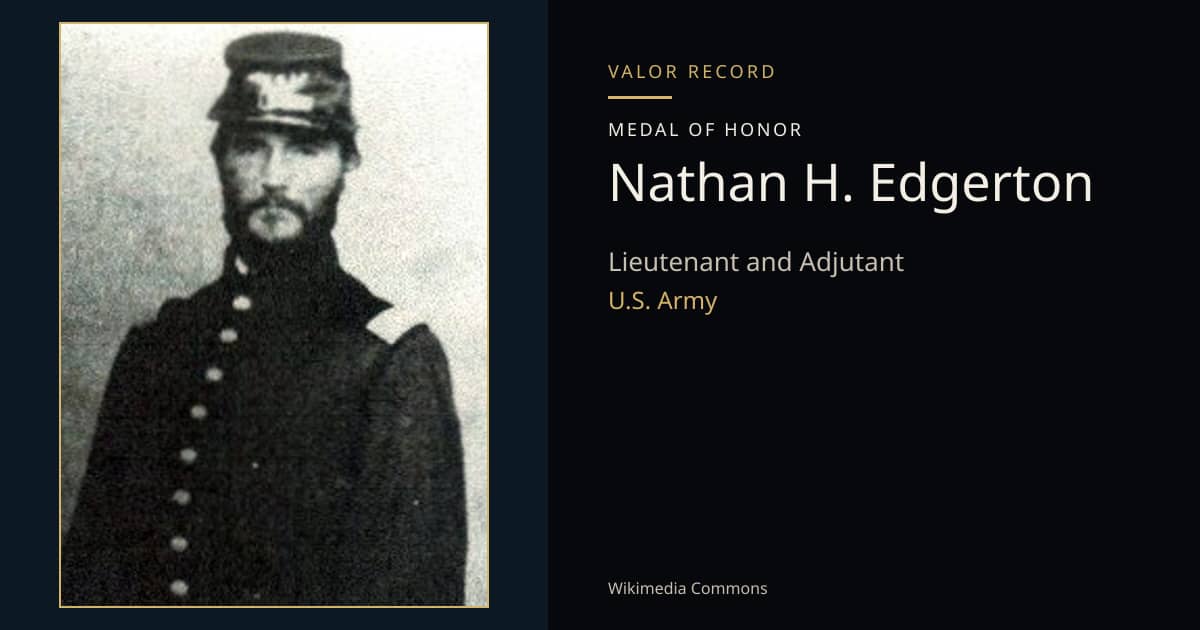 VALOR RECORD
MEDAL OF HONOR
Nathan H. Edgerton
Lieutenant and Adjutant
U.S. Army
Wikimedia Commons